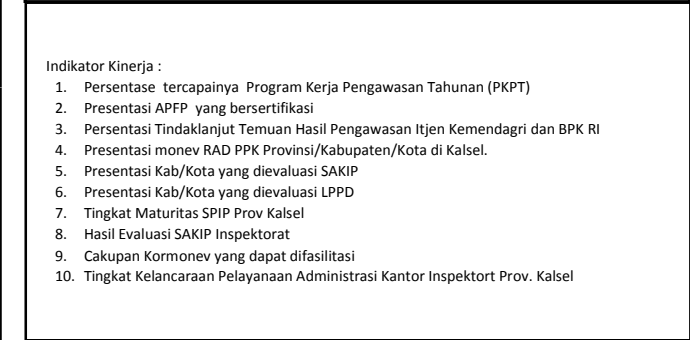 Indikator Kinerja :
1. Persentase tercapainya Program Kerja Pengawasan Tahunan (PKPT)
2. Presentasi APFP yang bersertifikasi
3. Persentasi Tindaklanjut Temuan Hasil Pengawasan Itjen Kemendagri dan BPK RI
4. Presentasi monev RAD PPK Provinsi/Kabupaten/Kota di Kalsel.
5. Presentasi Kab/Kota yang dievaluasi SAKIP
6. Presentasi Kab/Kota yang dievaluasi LPPD
7. Tingkat Maturitas SPIP Prov Kalsel
8. Hasil Evaluasi SAKIP Inspektorat
9. Cakupan Kormonev yang dapat difasilitasi
10. Tingkat Kelancaraan Pelayanaan Administrasi Kantor Inspektort Prov. Kalsel